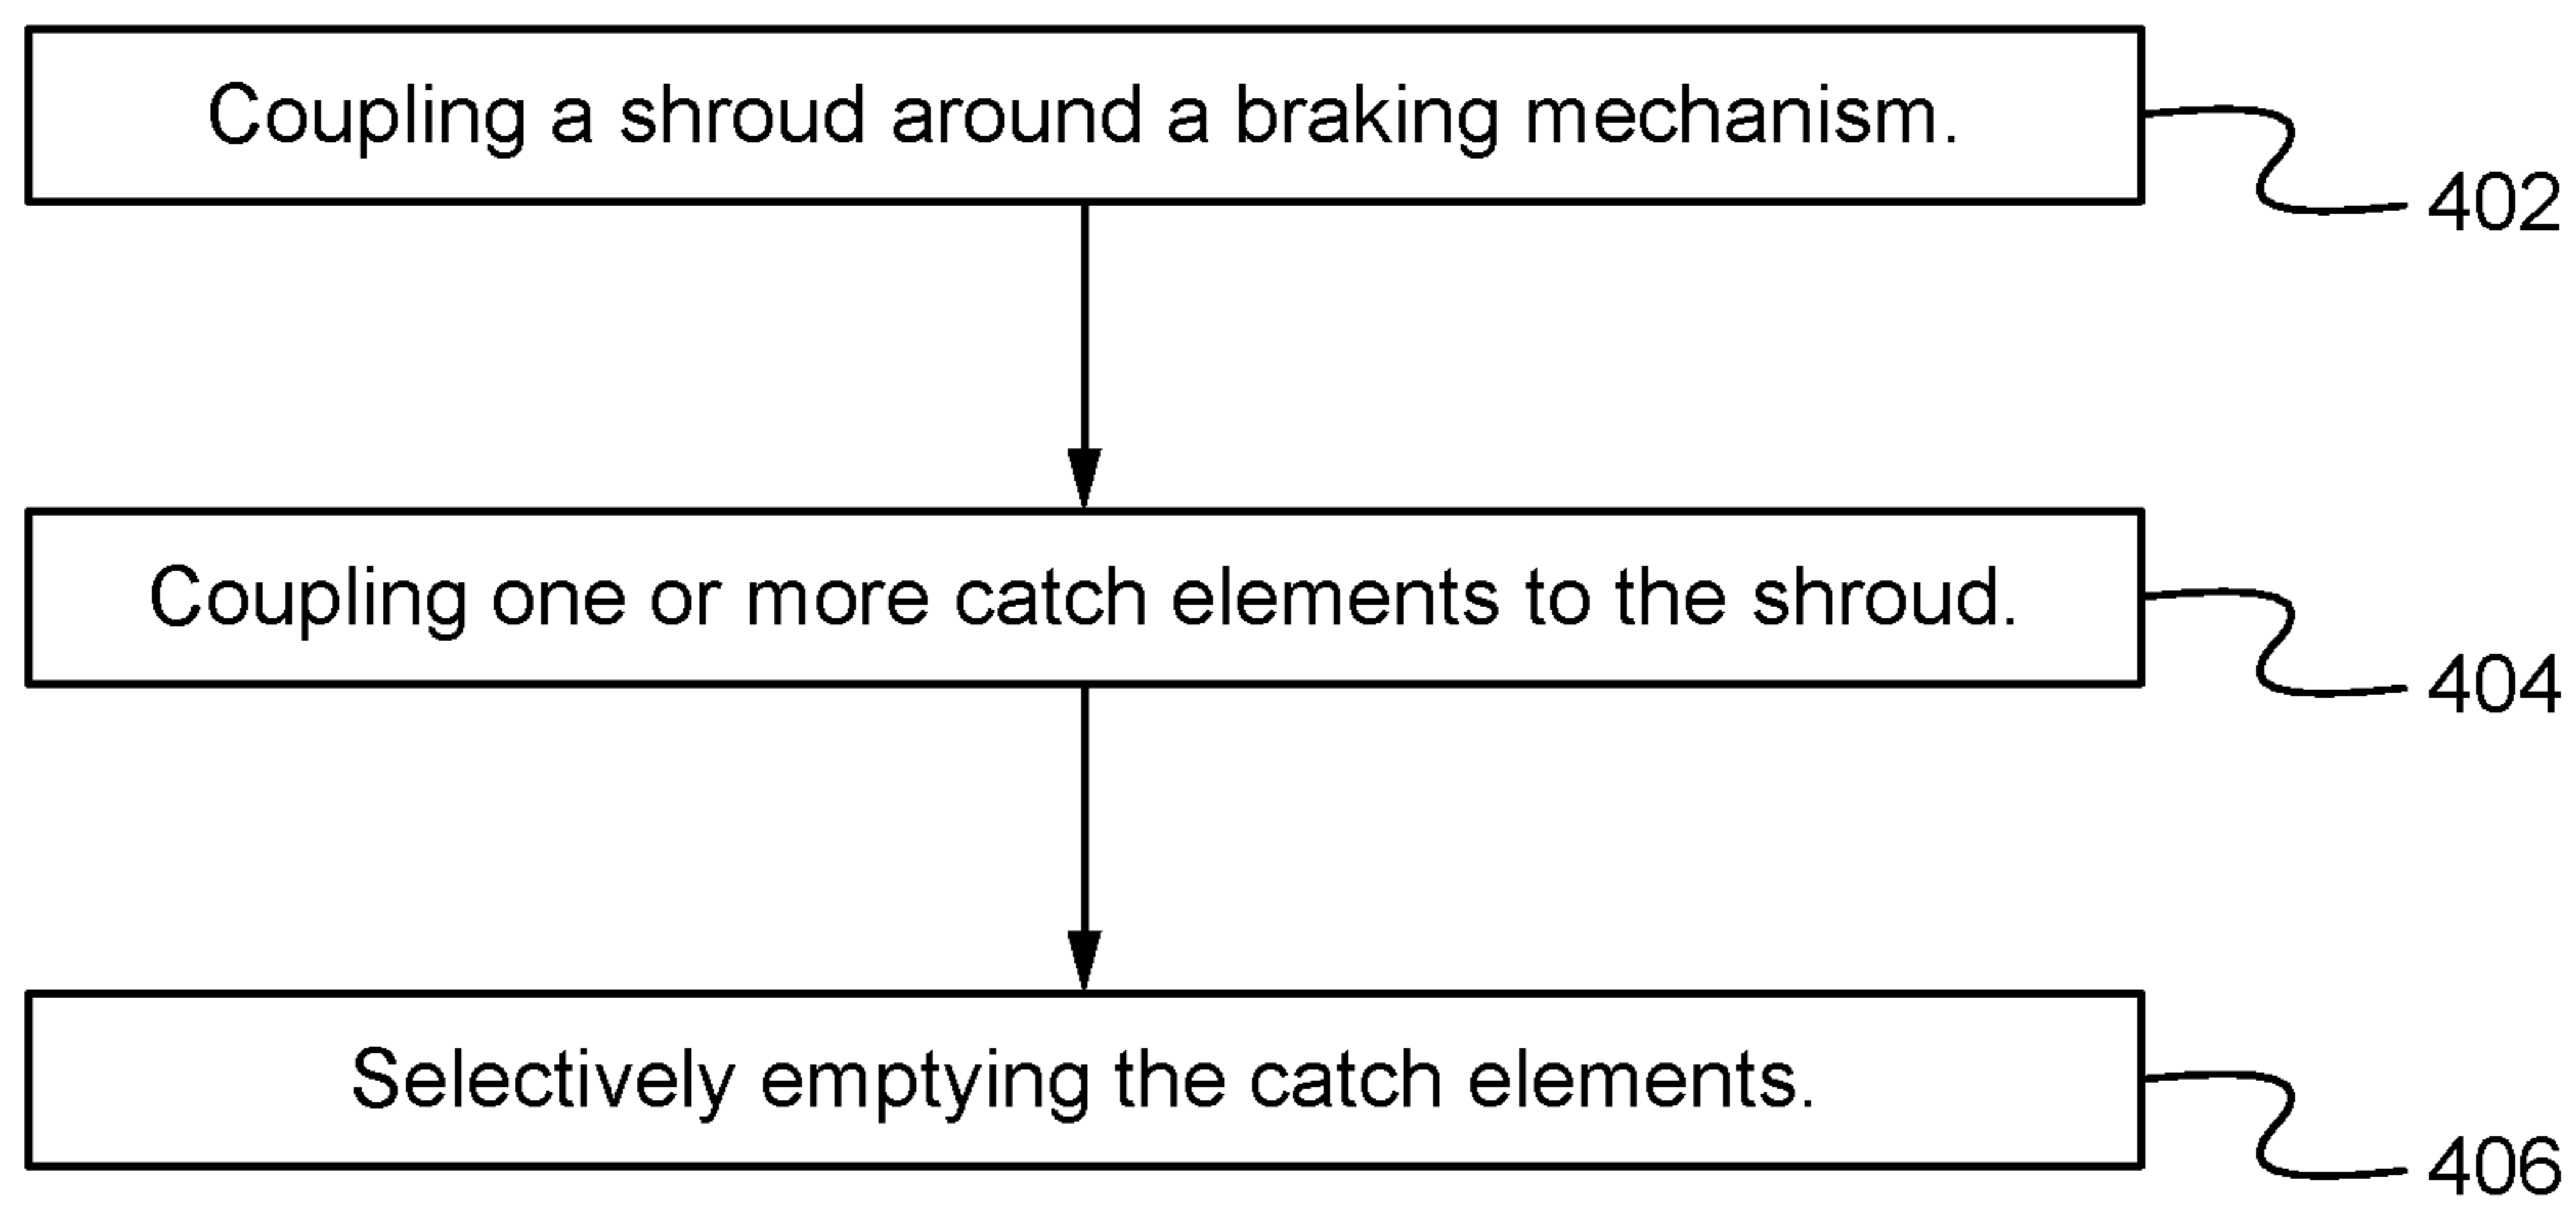 Coupling a shroud around a braking mechanism.
402
Coupling one or more catch elements to the shroud.
404
Selectively emptying the catch elements.
406